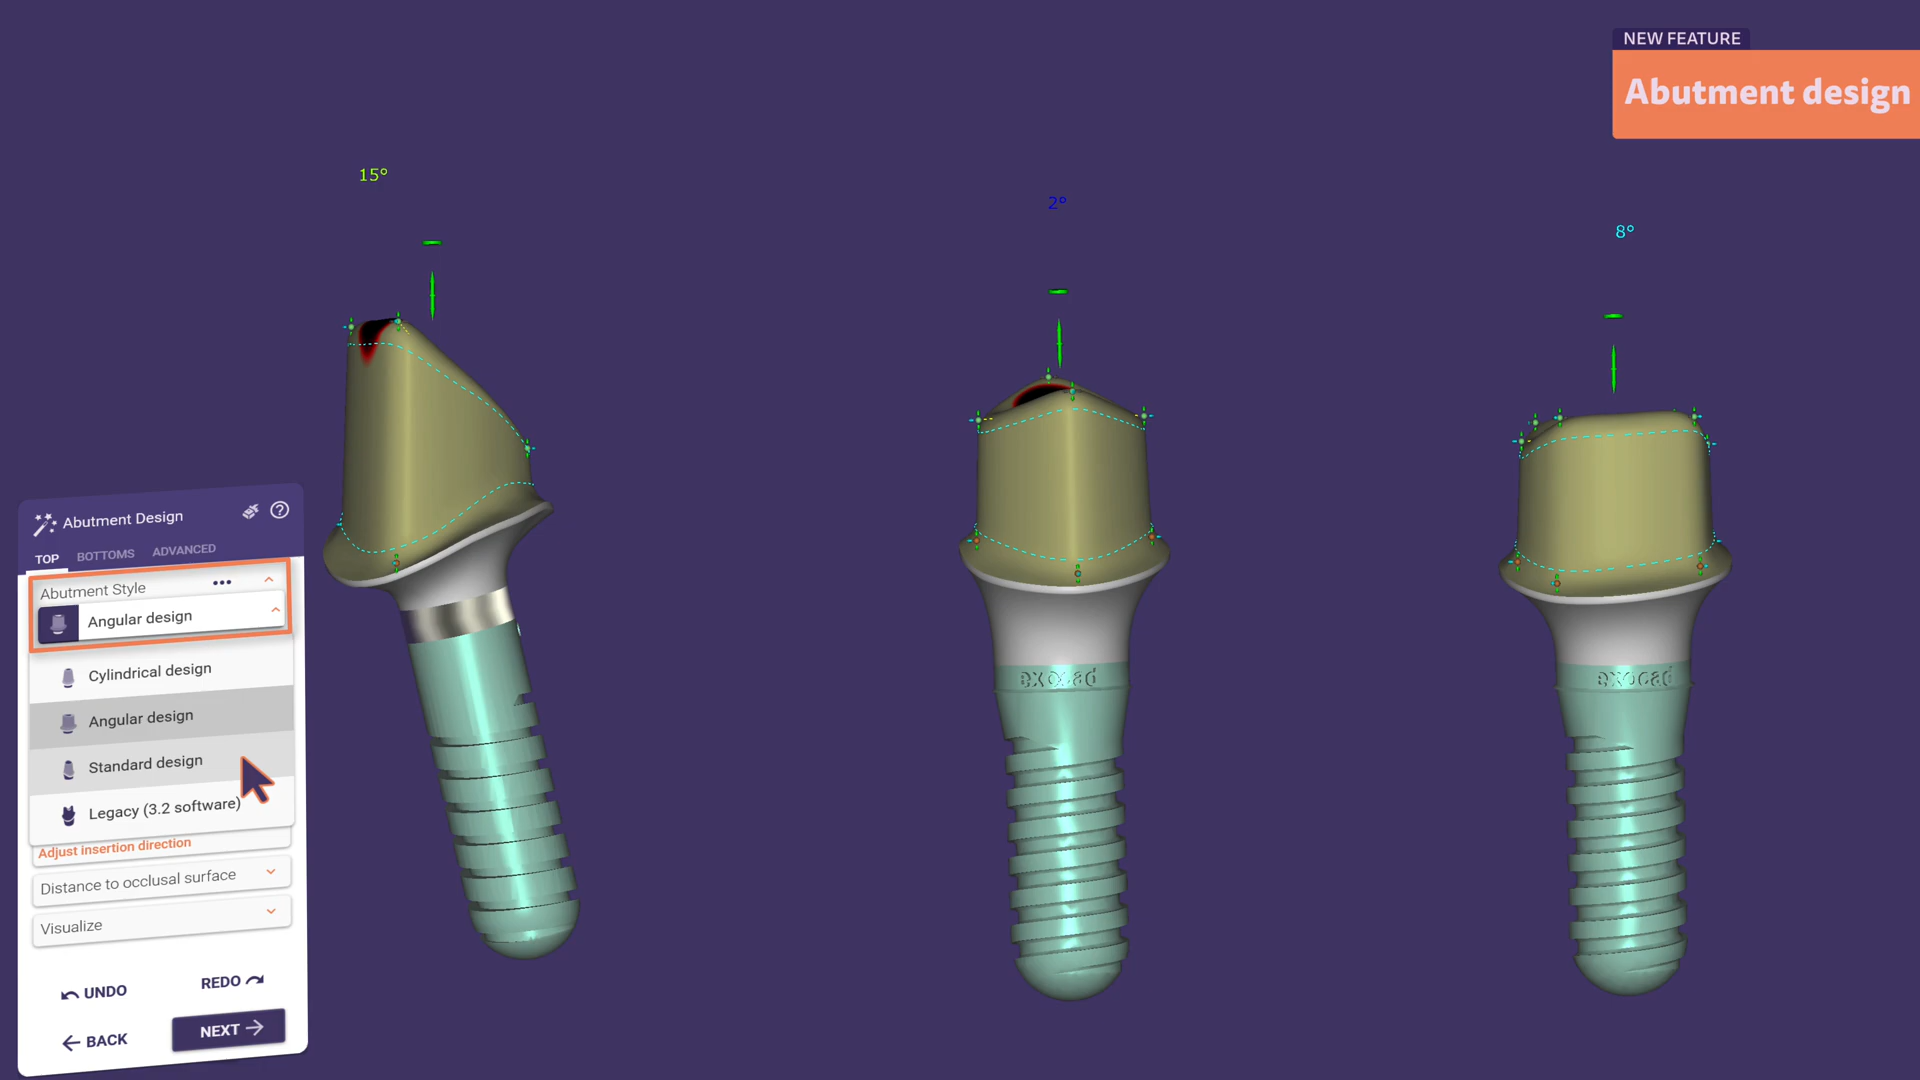 NEW FEATURE
Abutment design
15°
2°
8°
Abutment Design
TOP BOTTOMS ADVANCED
Abutment Style
Angular design
Cylindrical design
Angular design
Standard design
Legacy (3.2 software)
Adjust insertion direction
Distance to occlusal surface
Visualize
UNDO REDO
BACK NEXT
exocad
exocad